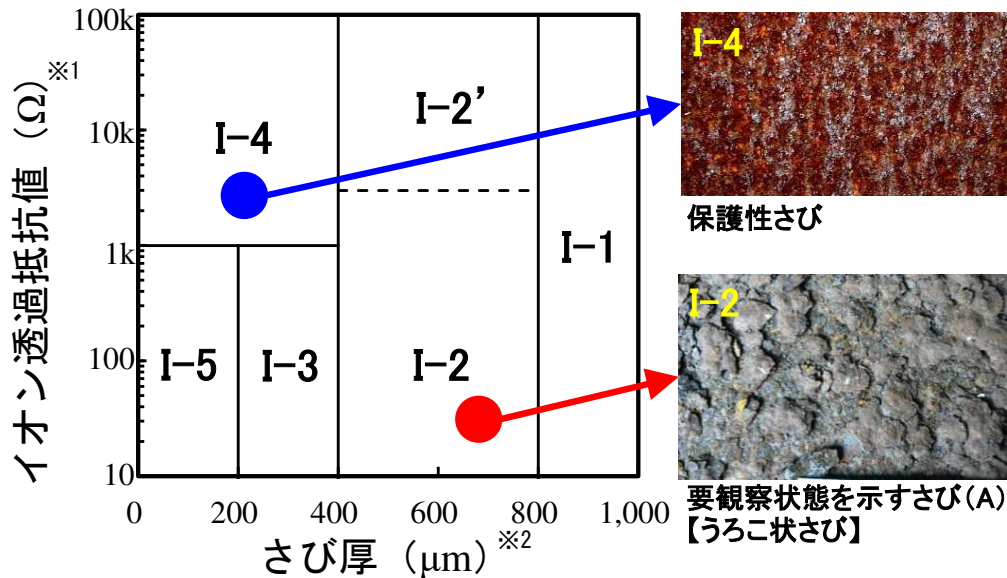 イオン透過抵抗値（Ω）※1
100k
10k
1k
100
10
I-4
I-2’
I-1
I-5
I-3
I-2
0
200
400
600
800
1,000
さび厚（μm）※2
I-4
保護性さび
I-2
要観察状態を示すさび（A）
【うろこ状さび】